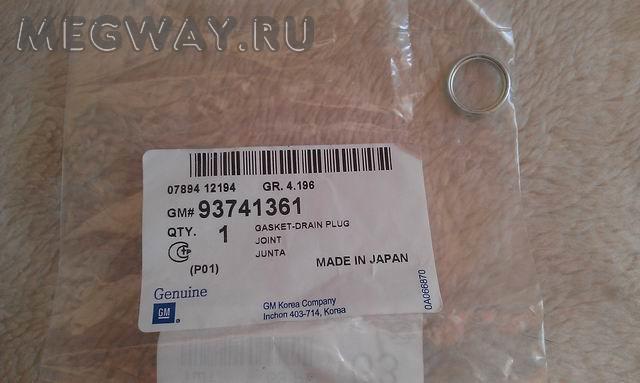 MEGWAY.RU
07894 12194 GR. 4.196
GM# 93741361
QTY. 1 GASKET-DRAIN PLUG
JOINT
JUNTA
(P01) MADE IN JAPAN
Genuine
GM
GM Korea Company
Inchon 403-714, Korea
0A066870